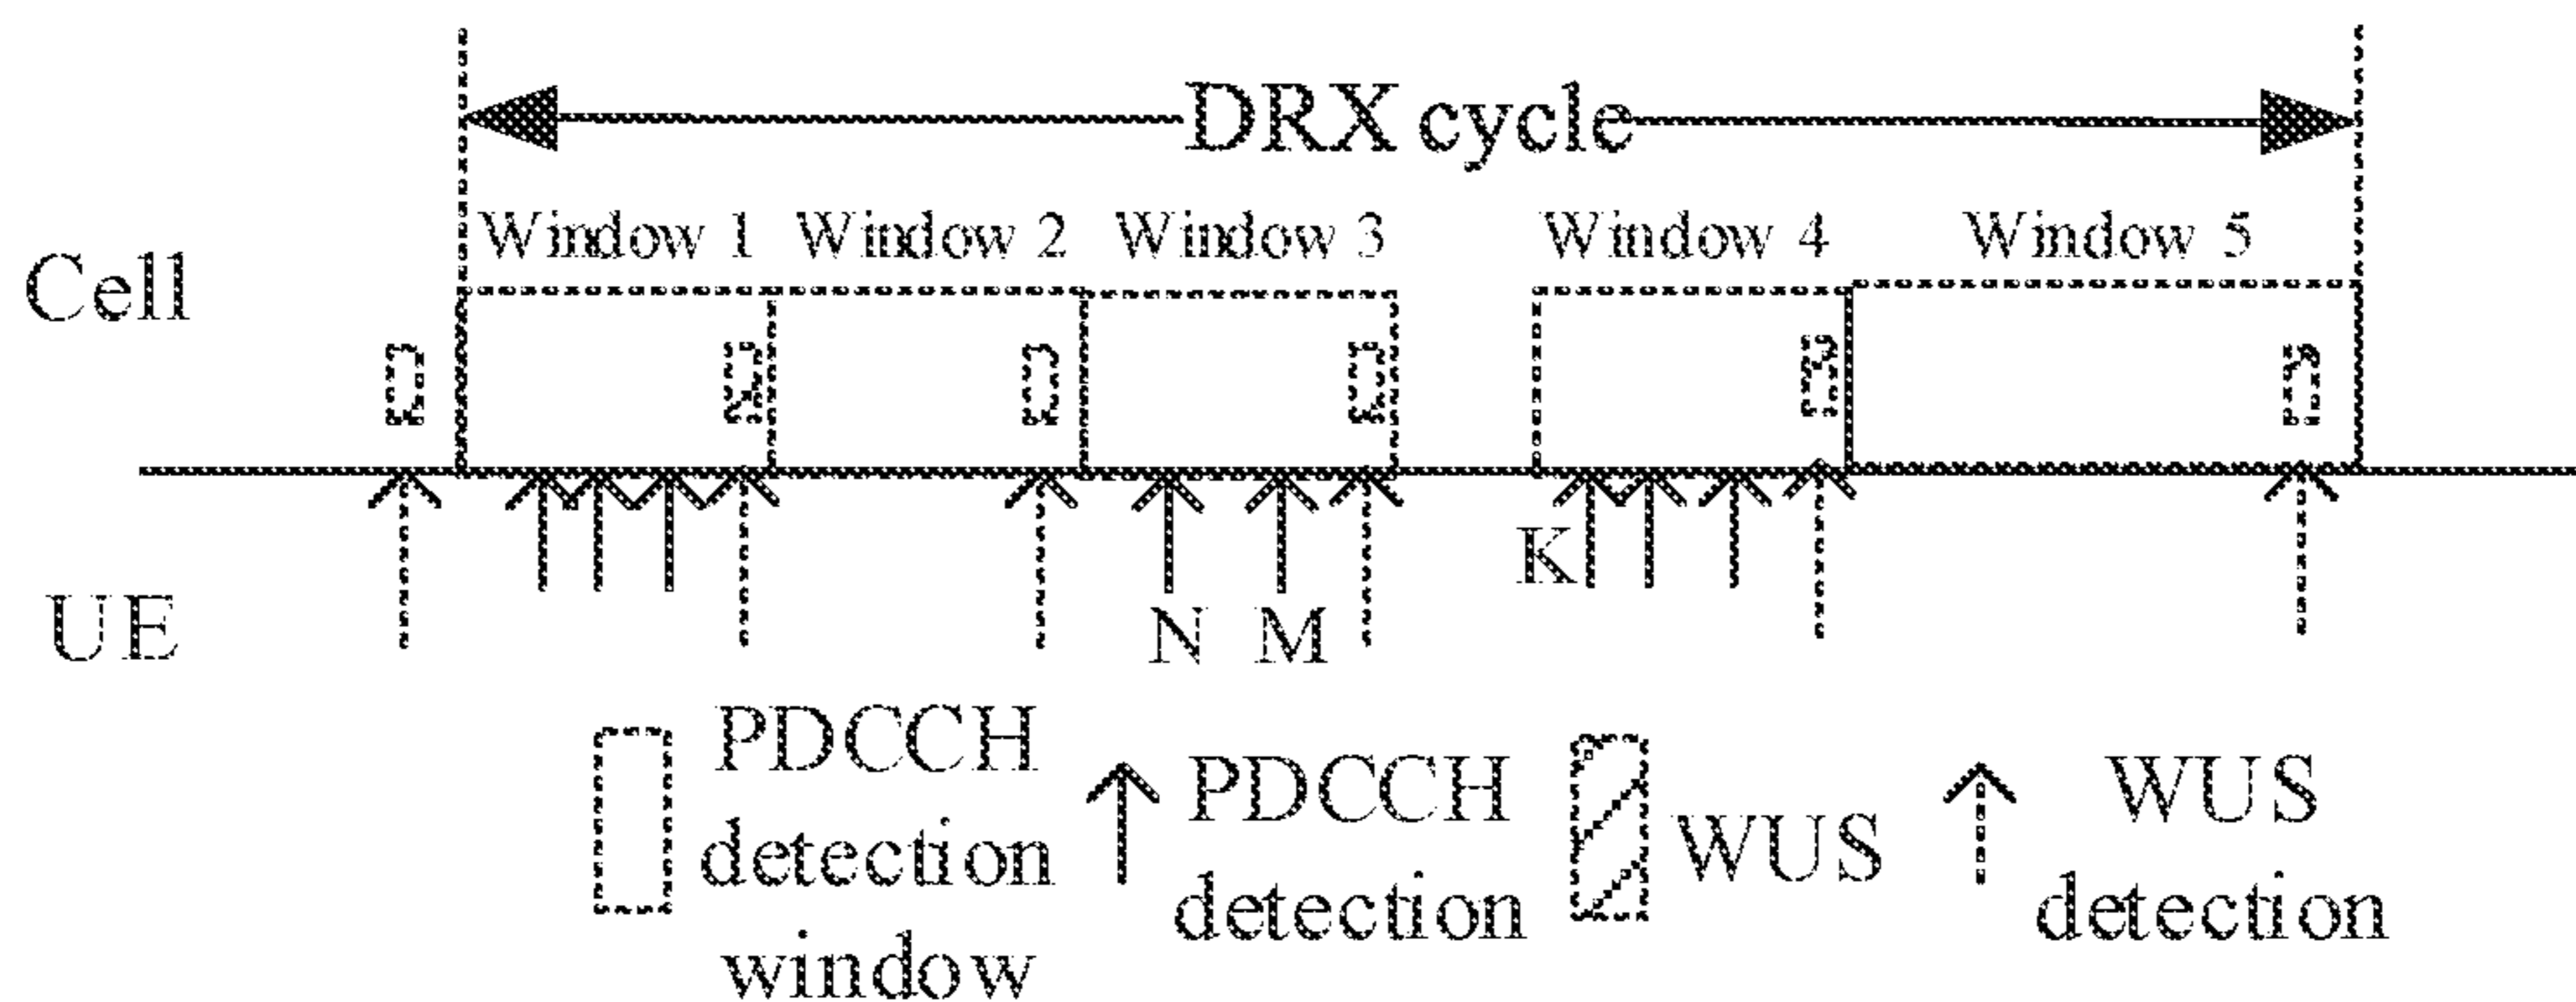 DRX cycle
Window 1 Window 2 Window 3 Window 4 Window 5
Cell
K
UE
N M
PDCCH
detection
window
PDCCH
detection
WUS
WUS
detection